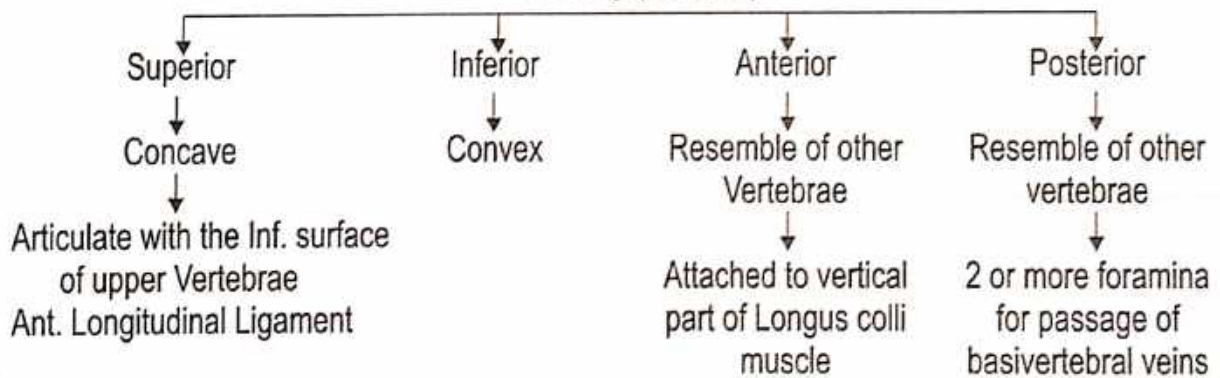 Superior
Inferior
Anterior
Posterior
Concave
Convex
Resemble of other
Vertebrae
Resemble of other
vertebrae
Articulate with the Inf. surface
of upper Vertebrae
Ant. Longitudinal Ligament
Attached to vertical
part of Longus colli
muscle
2 or more foramina
for passage of
basivertebral veins